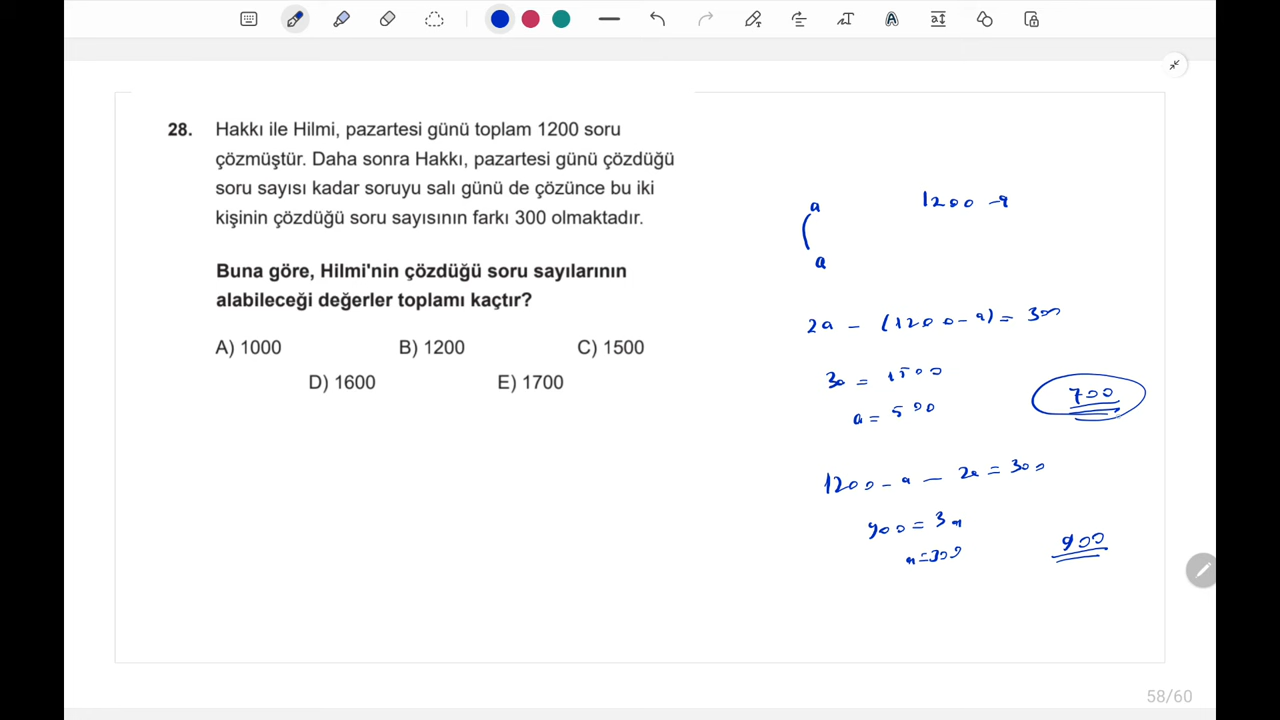 28. Hakkı ile Hilmi, pazartesi günü toplam 1200 soru
çözmüştür. Daha sonra Hakkı, pazartesi günü çözdüğü
soru sayısı kadar soruyu salı günü de çözünce bu iki
kişinin çözdüğü soru sayısının farkı 300 olmaktadır.
Buna göre, Hilmi'nin çözdüğü soru sayılarının
alabileceği değerler toplamı kaçtır?
A) 1000 B) 1200 C) 1500
D) 1600 E) 1700
a 1200 - a
a
2a - (1200 - a) = 300
3a = 1500
a = 500
700
1200 - a - 2a = 300
900 = 3a
a = 300
900
58/60